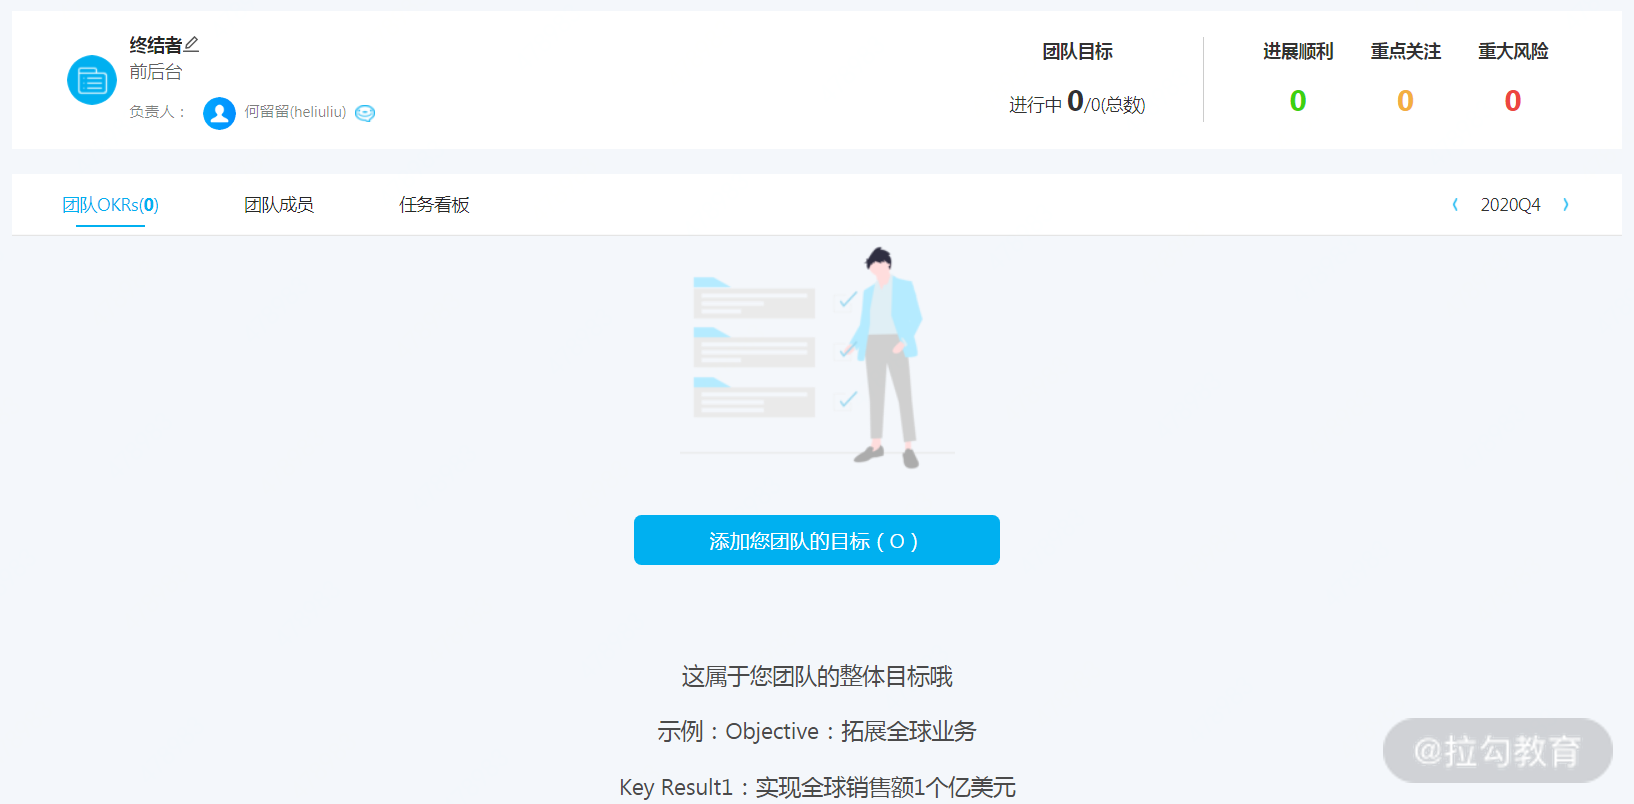 终结者
前后台
负责人： 何留留(heliuliu)
团队目标
进行中 0/0(总数)
进展顺利 重点关注 重大风险
0 0 0
团队OKRs(0) 团队成员 任务看板 2020Q4
添加您团队的目标（O）
这属于您团队的整体目标哦
示例：Objective：拓展全球业务
@拉勾教育
Key Result1：实现全球销售额1个亿美元